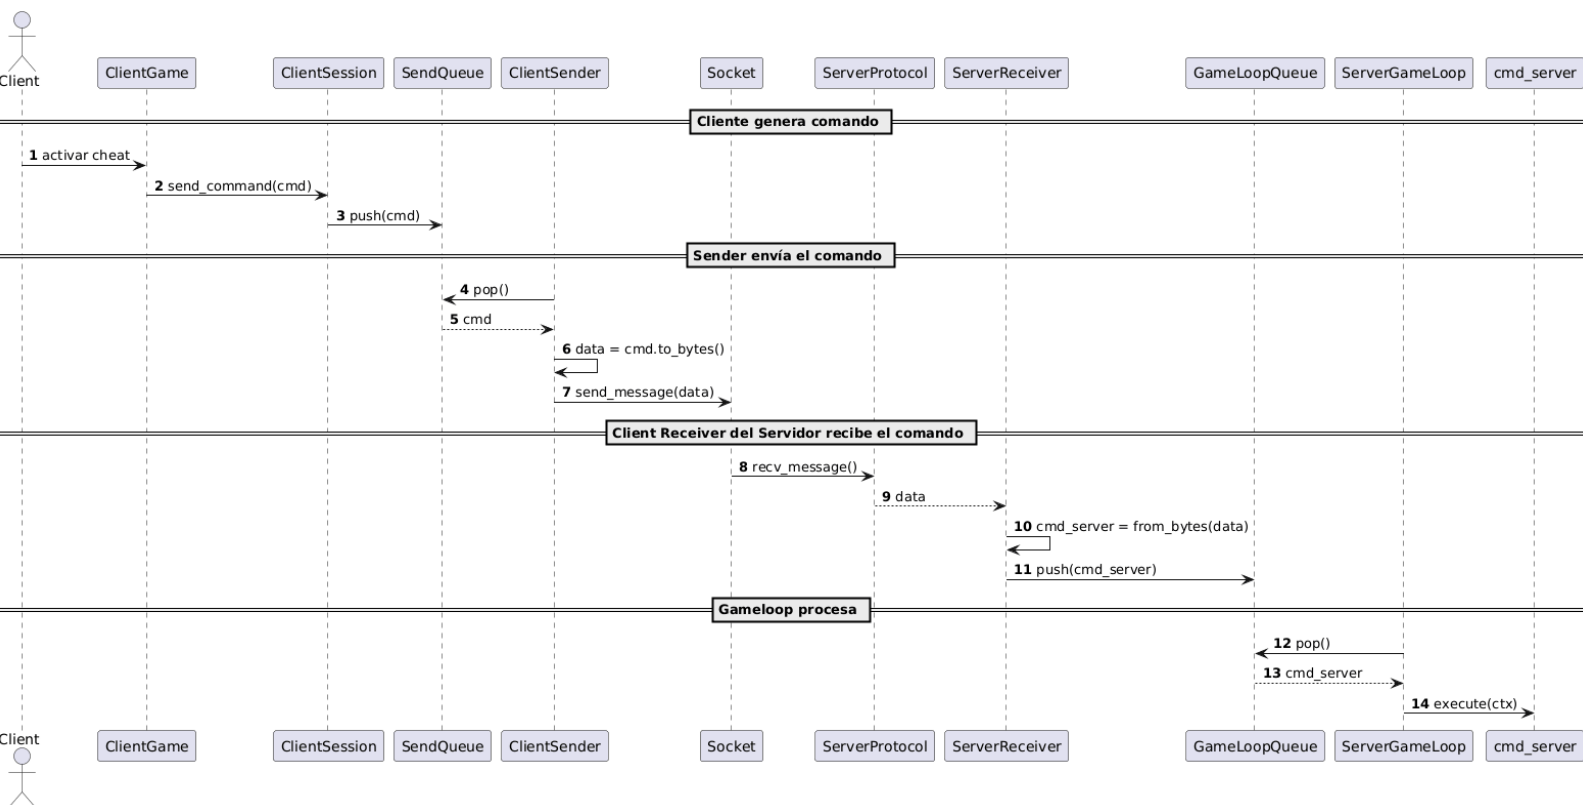 Client
ClientGame
ClientSession
SendQueue
ClientSender
Socket
ServerProtocol
ServerReceiver
GameLoopQueue
ServerGameLoop
cmd_server
Cliente genera comando
1 activar cheat
2 send_command(cmd)
3 push(cmd)
Sender envía el comando
4 pop()
5 cmd
6 data = cmd.to_bytes()
7 send_message(data)
Client Receiver del Servidor recibe el comando
8 recv_message()
9 data
10 cmd_server = from_bytes(data)
11 push(cmd_server)
Gameloop procesa
12 pop()
13 cmd_server
14 execute(ctx)
Client
ClientGame
ClientSession
SendQueue
ClientSender
Socket
ServerProtocol
ServerReceiver
GameLoopQueue
ServerGameLoop
cmd_server